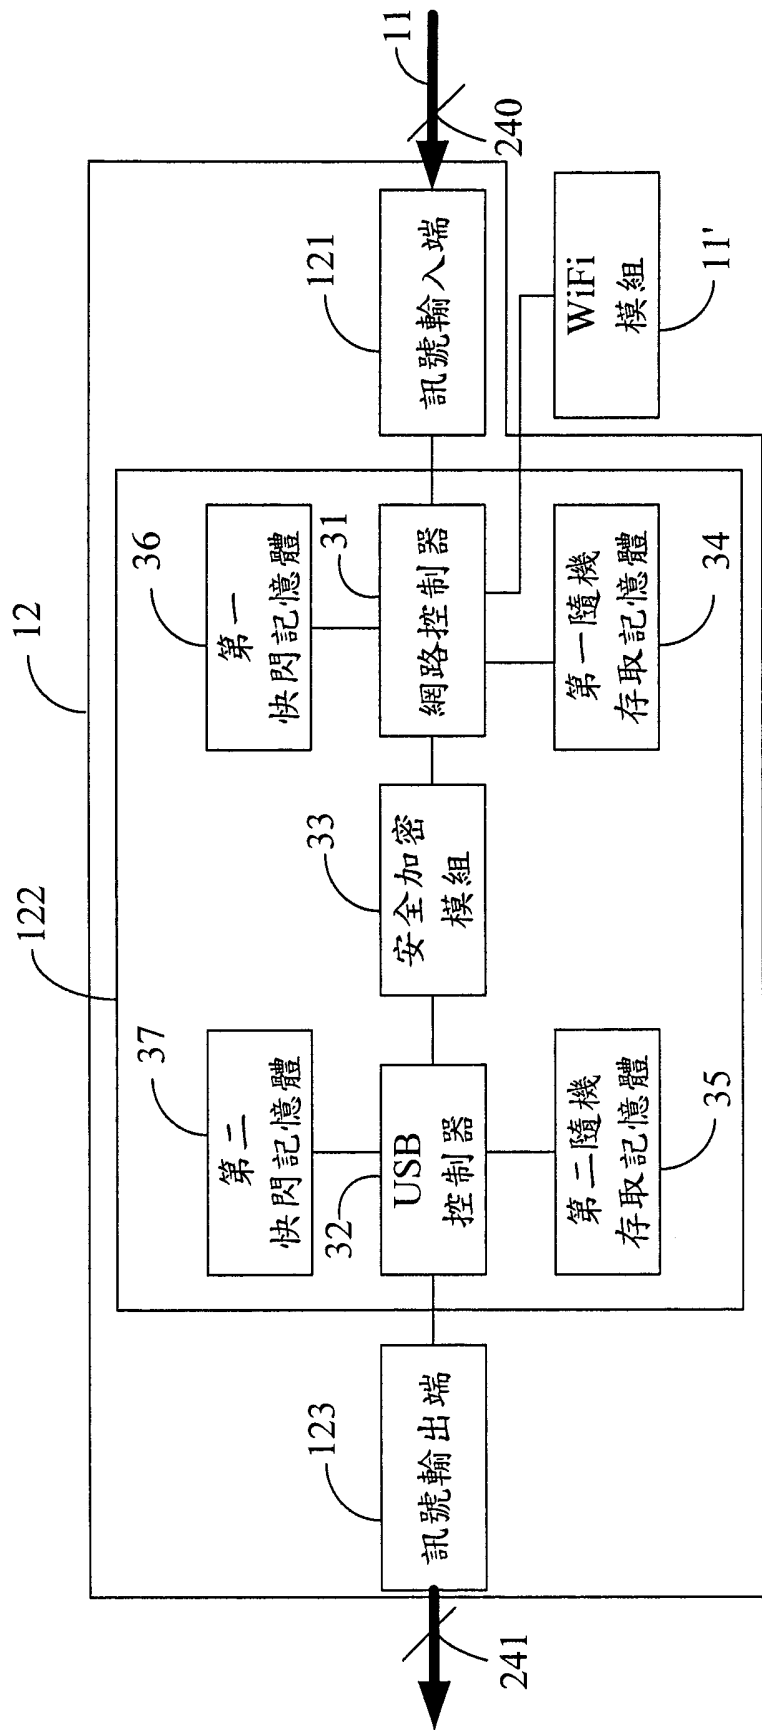 12
122
37
36
第二
快閃記憶體
第一
快閃記憶體
123
32
33
31
121
11
訊號輸出端
USB
控制器
安全加密
模組
網路控制器
訊號輸入端
241
240
第二隨機
存取記憶體
第一隨機
存取記憶體
WiFi
模組
35
34
11'